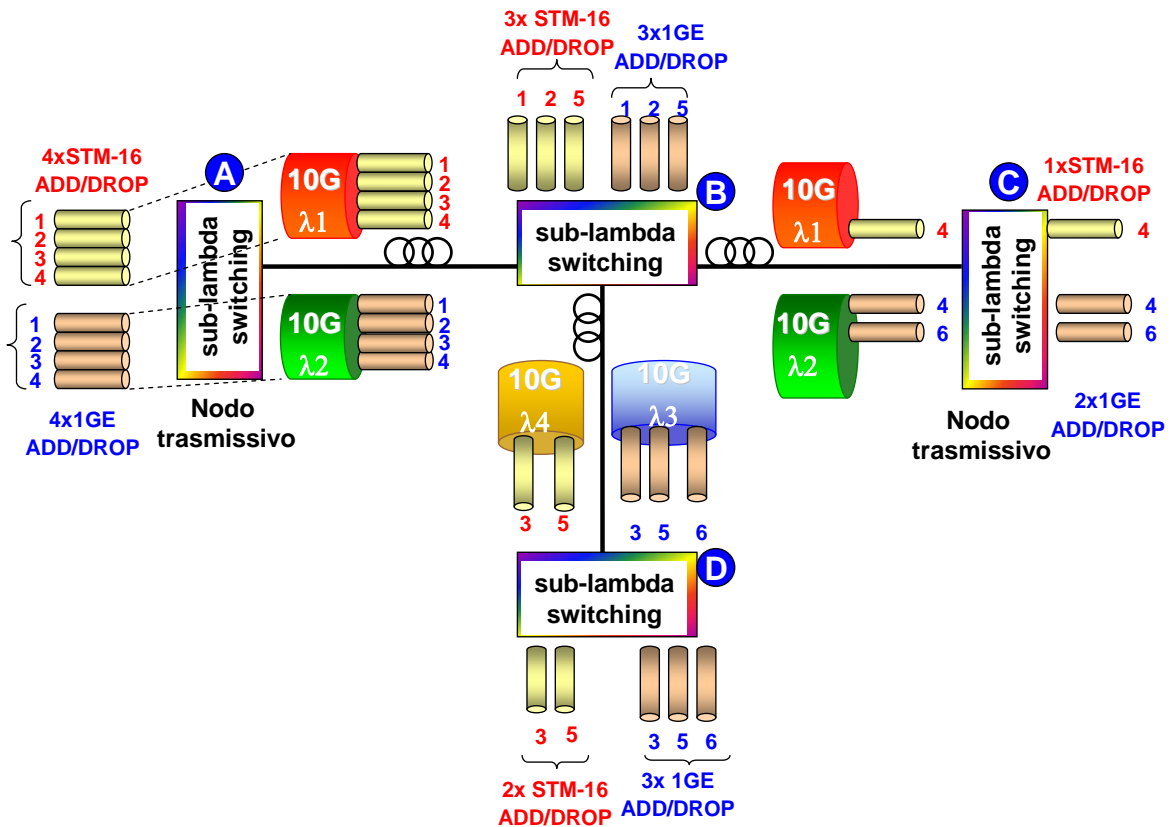 3x STM-16
ADD/DROP
3x1GE
ADD/DROP
1 2 5
1 2 5
4xSTM-16
ADD/DROP
A
1
2
3
4
1
2
3
4
4x1GE
ADD/DROP
sub-lambda
switching
Nodo
trasmissivo
10G
λ1
1
2
3
4
10G
λ2
1
2
3
4
B
sub-lambda
switching
10G
λ1
4
10G
λ2
4
6
C
1xSTM-16
ADD/DROP
4
sub-lambda
switching
4
6
2x1GE
ADD/DROP
Nodo
trasmissivo
10G
λ4
3 5
10G
λ3
3 5 6
D
sub-lambda
switching
3 5
2x STM-16
ADD/DROP
3 5 6
3x 1GE
ADD/DROP